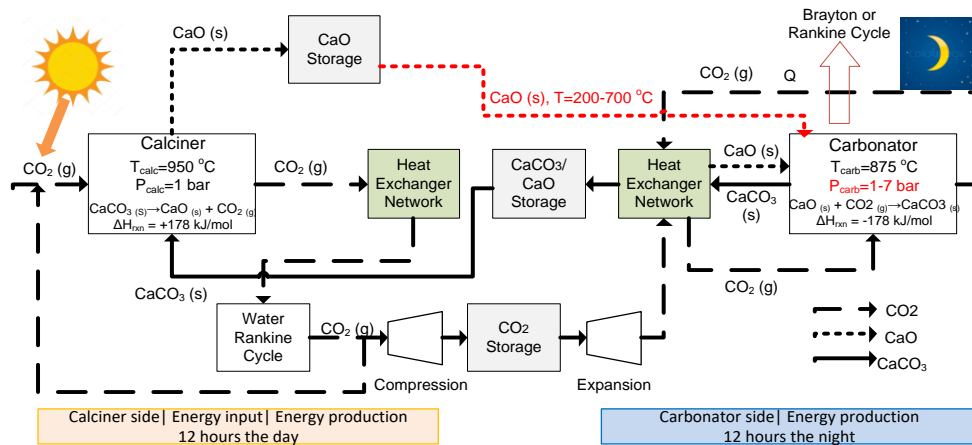 CaO (s)
CaO
Storage
Brayton or
Rankine Cycle
CO₂ (g)
Q
CaO (s), T=200-700 °C
CO₂ (g)
Calciner
T_calc=950 °C
P_calc=1 bar
CaCO₃ (S)→CaO (s) + CO₂ (g)
ΔH_rxn = +178 kJ/mol
CO₂ (g)
Heat
Exchanger
Network
CaCO₃/
CaO
Storage
Heat
Exchanger
Network
CaO (s)
CaCO₃
(s)
Carbonator
T_carb=875 °C
P_carb=1-7 bar
CaO (s) + CO2 (g)→CaCO3 (s)
ΔH_rxn = -178 kJ/mol
CaCO₃ (s)
CO₂ (g)
Water
Rankine
Cycle
CO₂ (g)
Compression
CO₂
Storage
Expansion
CO2
CaO
CaCO₃
Calciner side| Energy input| Energy production
12 hours the day
Carbonator side| Energy production
12 hours the night